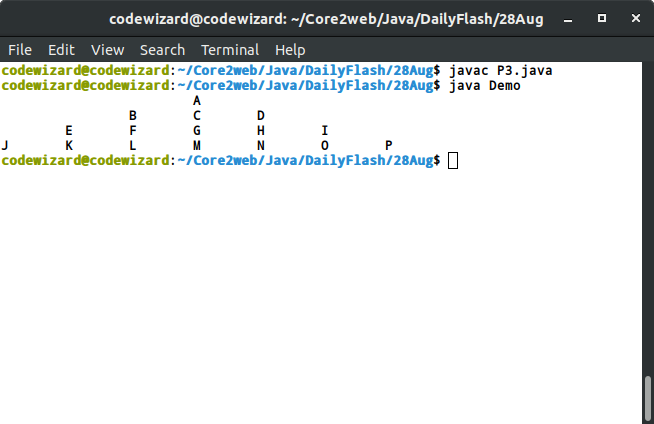 codewizard@codewizard: ~/Core2web/Java/DailyFlash/28Aug
File Edit View Search Terminal Help
codewizard@codewizard:~/Core2web/Java/DailyFlash/28Aug$ javac P3.java
codewizard@codewizard:~/Core2web/Java/DailyFlash/28Aug$ java Demo
A
B C D
E F G H I
J K L M N O P
codewizard@codewizard:~/Core2web/Java/DailyFlash/28Aug$